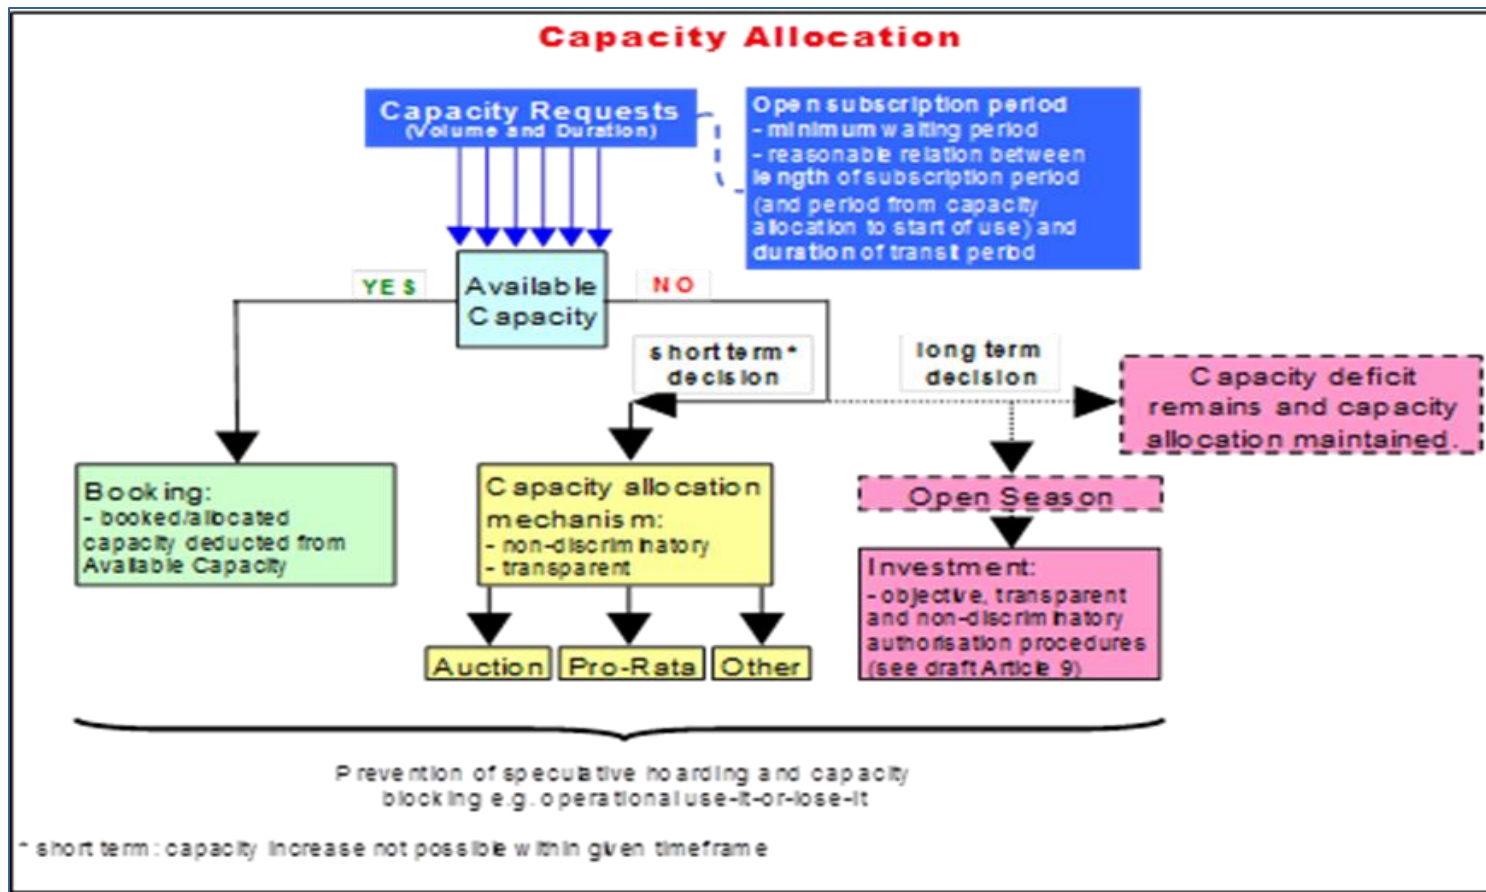 Capacity Allocation
Capacity Requests
(Volume and Duration)
Open subscription period
- minimum waiting period
- reasonable relation between
length of subscription period
(and period from capacity
allocation to start of use) and
duration of transit period
YES
Available
Capacity
NO
short term*
decision
long term
decision
Capacity deficit
remains and capacity
allocation maintained.
Booking:
- booked/allocated
capacity deducted from
Available Capacity
Capacity allocation
mechanism:
- non-discriminatory
- transparent
Open Season
Investment:
- objective, transparent
and non-discriminatory
authorisation procedures
(see draft Article 9)
Auction
Pro-Rata
Other
Prevention of speculative hoarding and capacity
blocking e.g. operational use-it-or-lose-it
* short term: capacity increase not possible within given timeframe